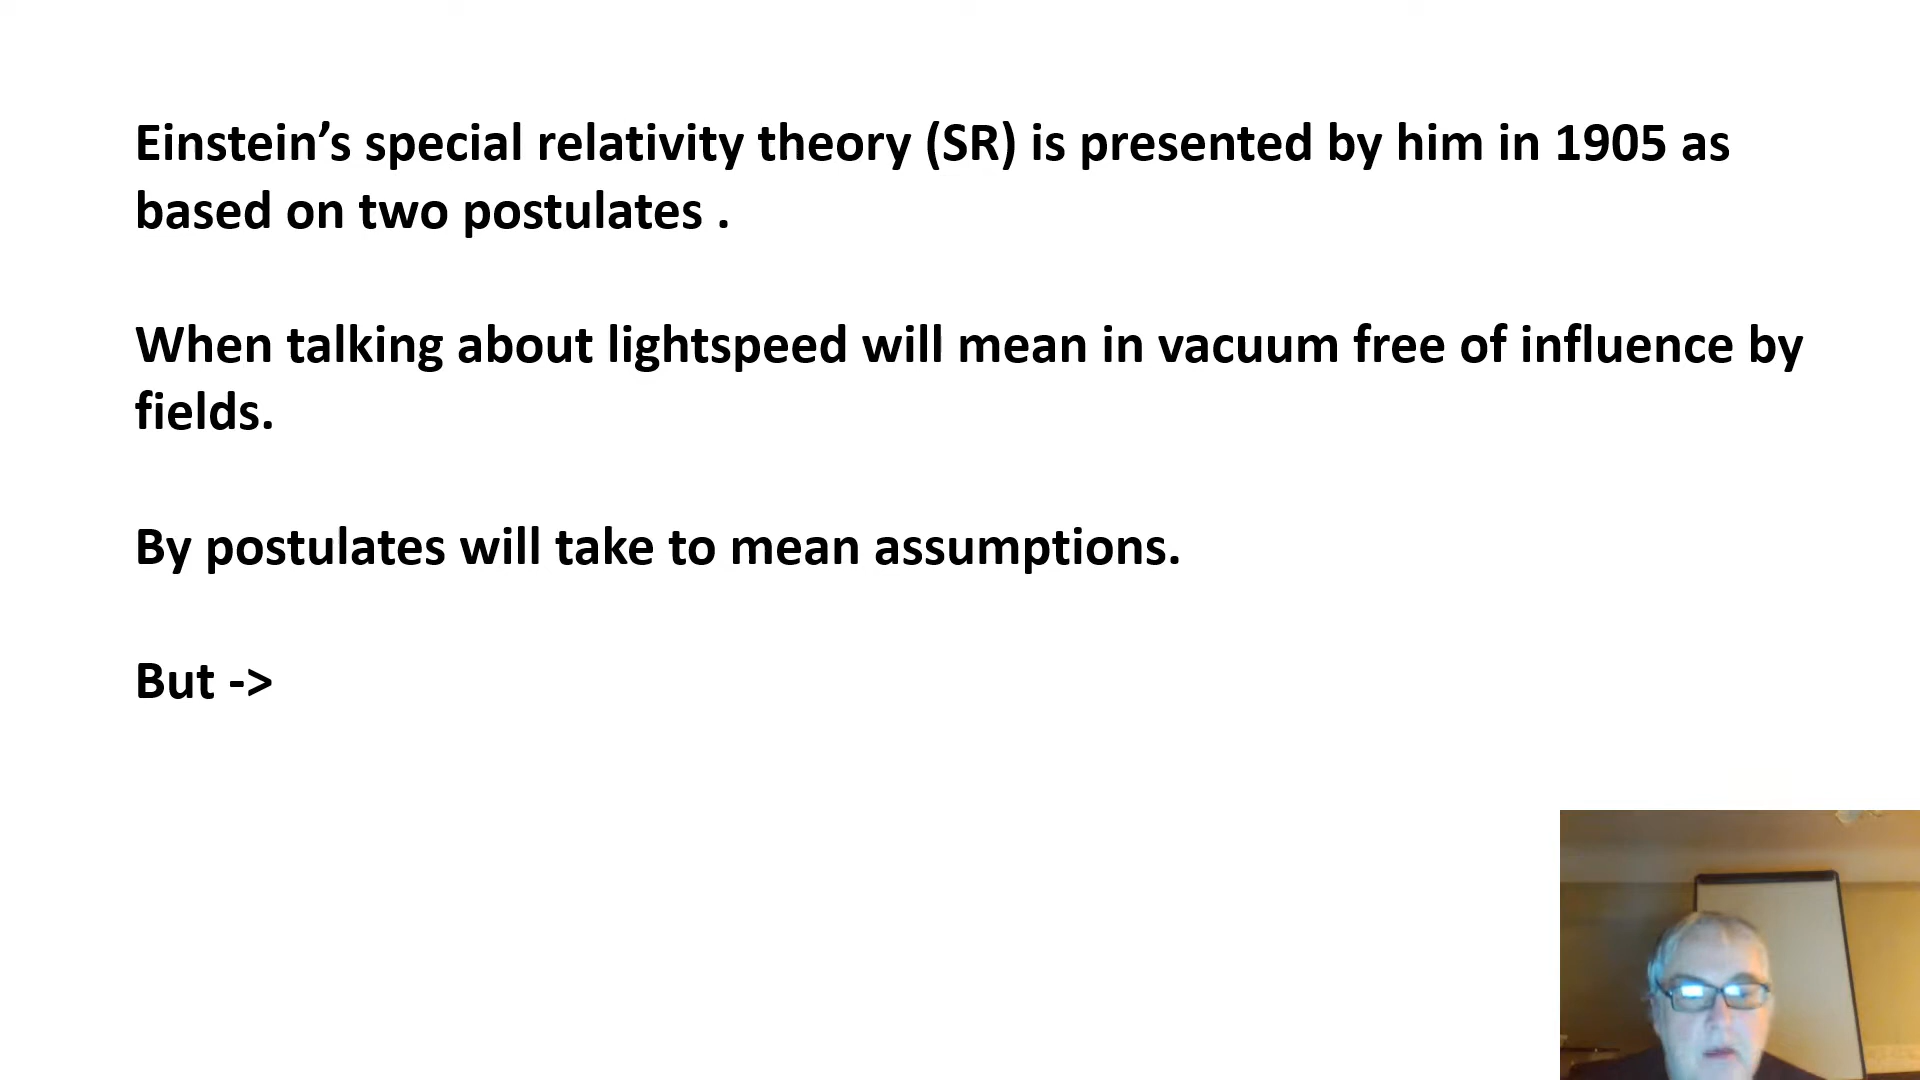 Einstein’s special relativity theory (SR) is presented by him in 1905 as
based on two postulates .
When talking about lightspeed will mean in vacuum free of influence by
fields.
By postulates will take to mean assumptions.
But ->